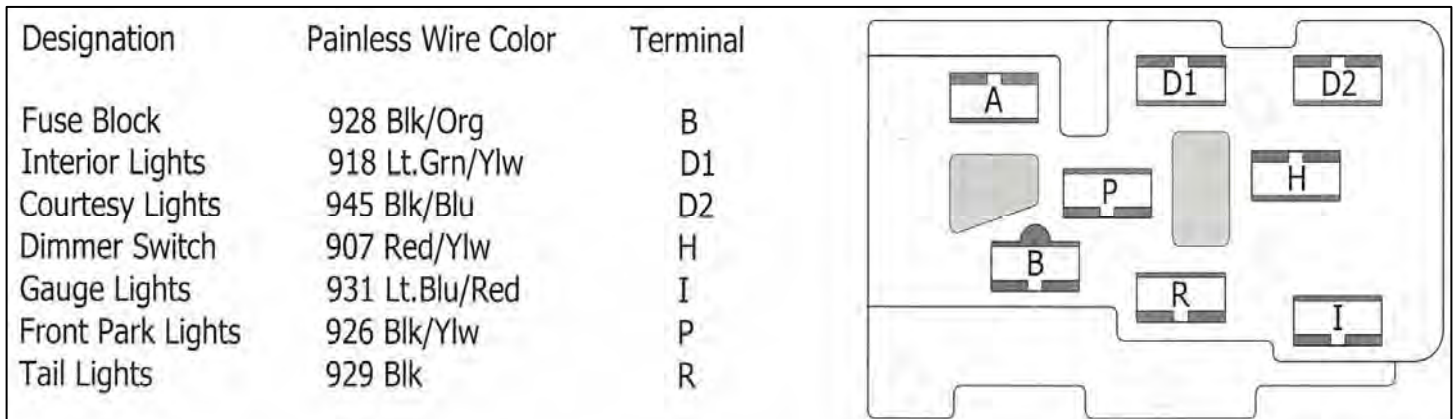 Designation Painless Wire Color Terminal
Fuse Block 928 Blk/Org B
Interior Lights 918 Lt.Grn/Ylw D1
Courtesy Lights 945 Blk/Blu D2
Dimmer Switch 907 Red/Ylw H
Gauge Lights 931 Lt.Blu/Red I
Front Park Lights 926 Blk/Ylw P
Tail Lights 929 Blk R
A D1 D2
P H
B
R I